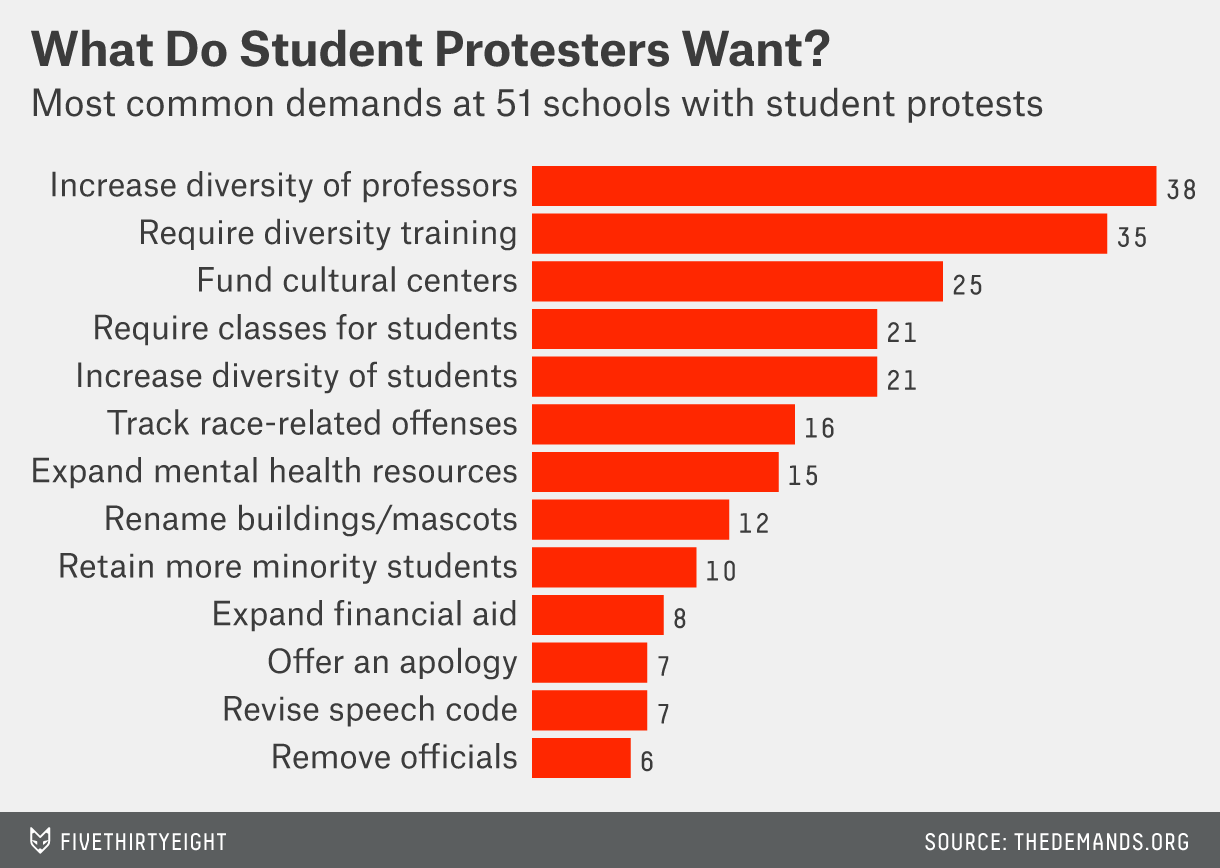 What Do Student Protesters Want?
Most common demands at 51 schools with student protests
Increase diversity of professors 38
Require diversity training 35
Fund cultural centers 25
Require classes for students 21
Increase diversity of students 21
Track race-related offenses 16
Expand mental health resources 15
Rename buildings/mascots 12
Retain more minority students 10
Expand financial aid 8
Offer an apology 7
Revise speech code 7
Remove officials 6
FIVETHIRTYEIGHT SOURCE: THEDEMANDS.ORG